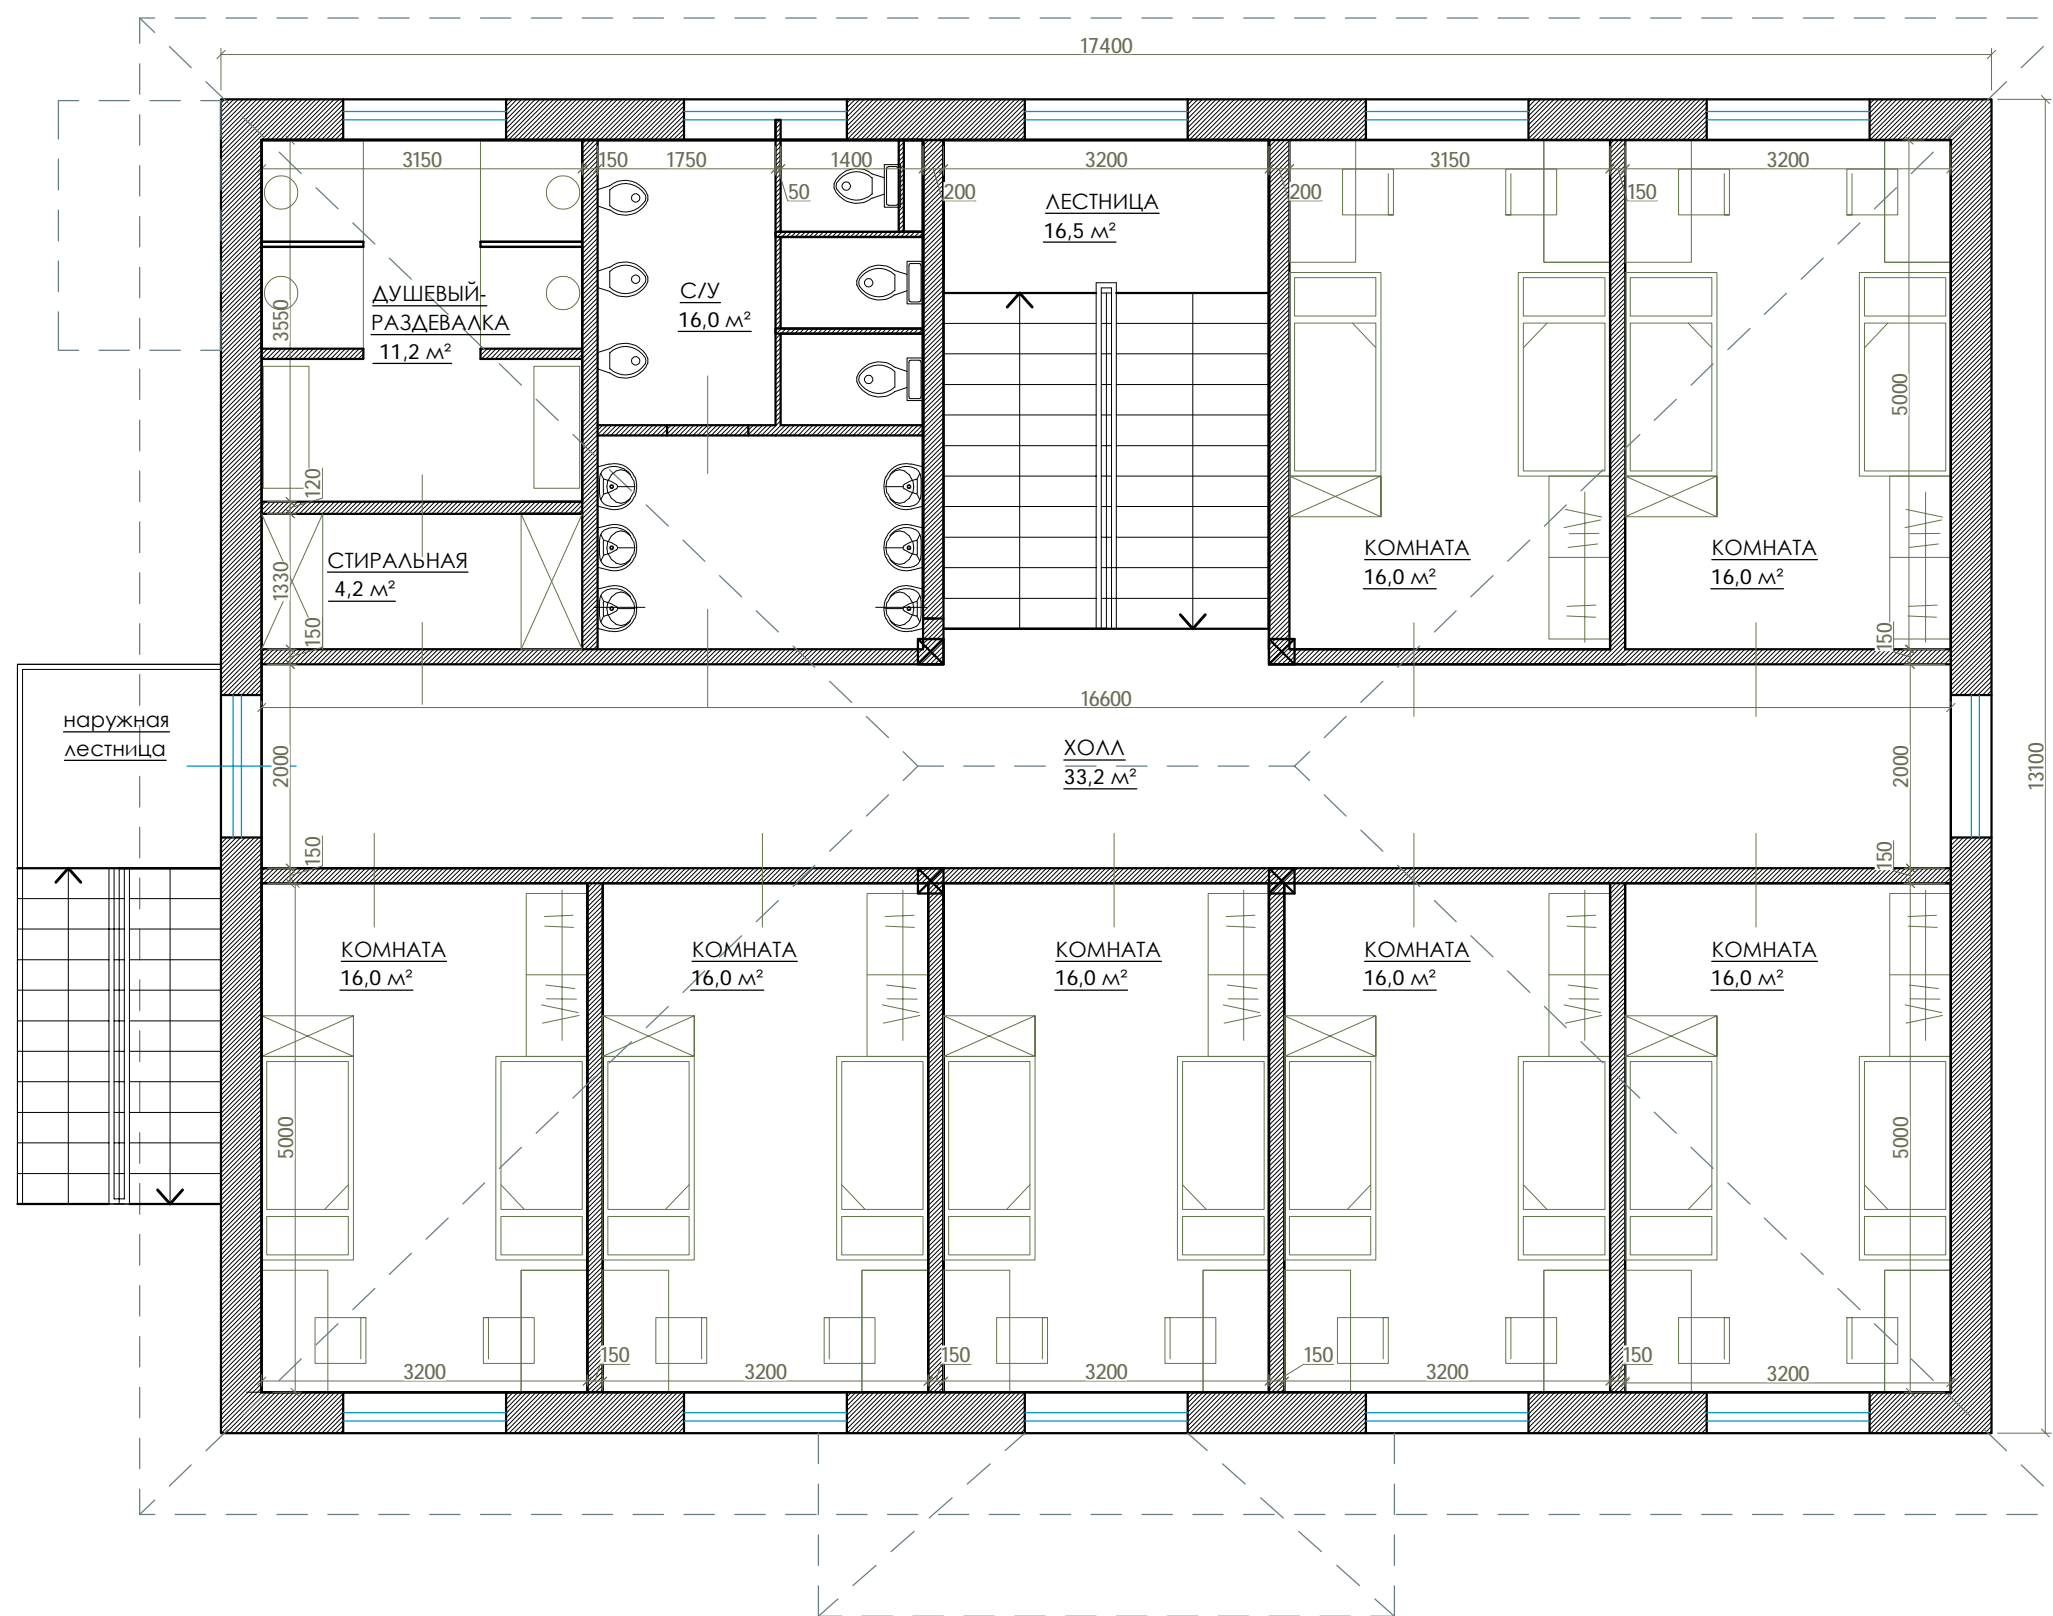 17400
3150
150
1750
50
1400
200
3200
200
3150
150
3200
ЛЕСТНИЦА
16,5 м²
ДУШЕВЫЙ-
РАЗДЕВАЛКА
11,2 м²
С/У
16,0 м²
3550
5000
120
СТИРАЛЬНАЯ
4,2 м²
1330
150
КОМНАТА
16,0 м²
КОМНАТА
16,0 м²
150
наружная
лестница
16600
2000
ХОЛЛ
33,2 м²
2000
13100
150
150
КОМНАТА
16,0 м²
КОМНАТА
16,0 м²
КОМНАТА
16,0 м²
КОМНАТА
16,0 м²
КОМНАТА
16,0 м²
5000
5000
3200
150
3200
150
3200
150
3200
150
3200